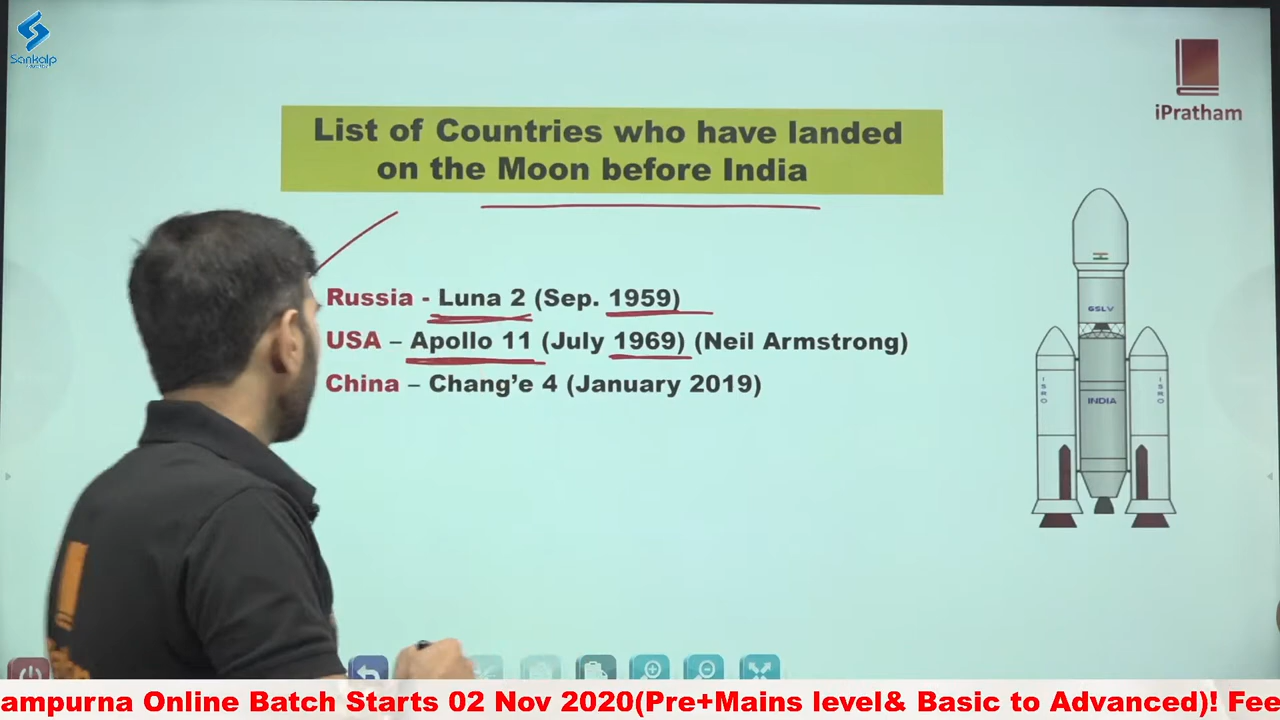 Sankalp
iPratham
List of Countries who have landed
on the Moon before India
Russia - Luna 2 (Sep. 1959)
USA – Apollo 11 (July 1969) (Neil Armstrong)
China – Chang’e 4 (January 2019)
GSLV
ISRO
INDIA
ISRO
ampurna Online Batch Starts 02 Nov 2020(Pre+Mains level& Basic to Advanced)! Fee